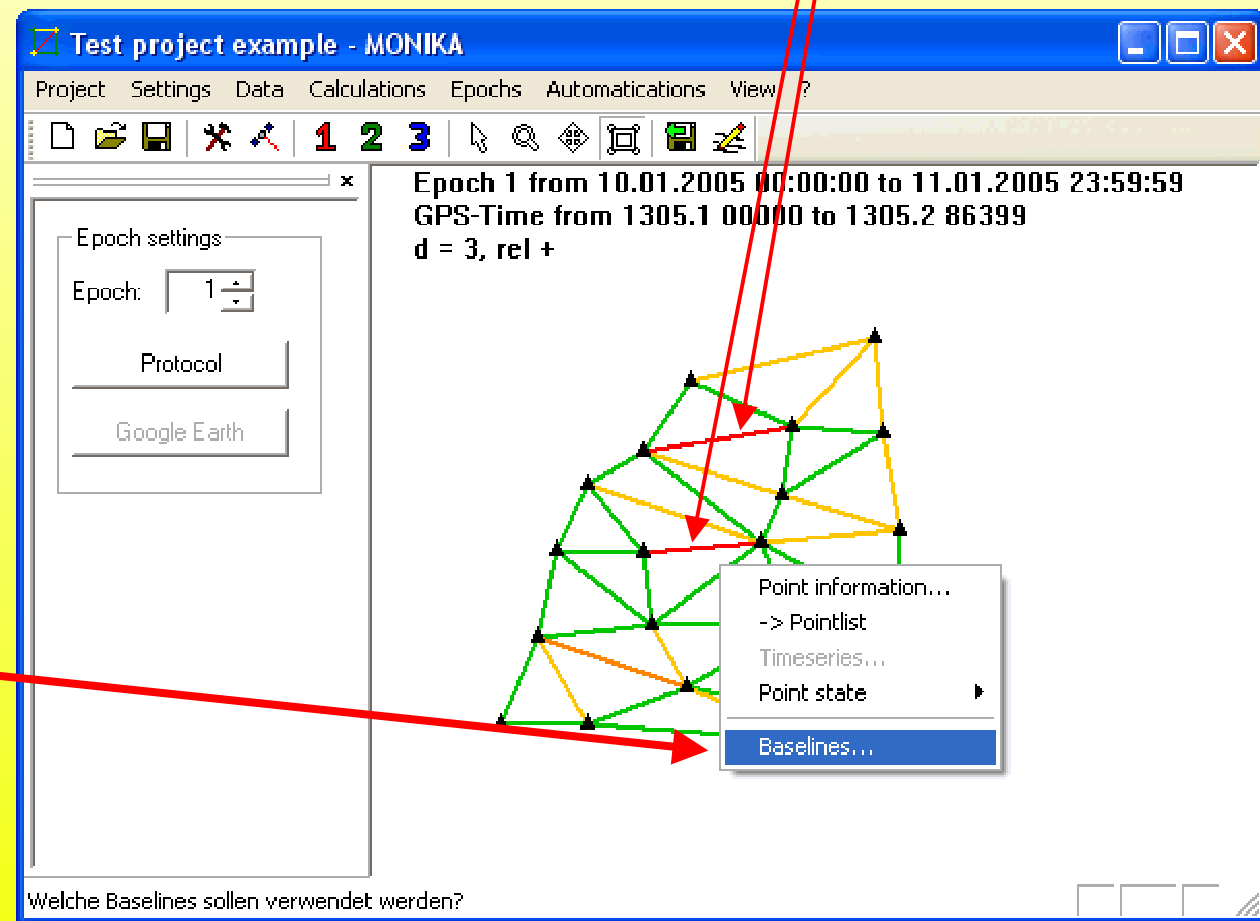 Test project example - MONIKA
Project Settings Data Calculations Epochs Automatications View ?
1 2 3
Epoch 1 from 10.01.2005 00:00:00 to 11.01.2005 23:59:59
GPS-Time from 1305.1 00000 to 1305.2 86399
d = 3, rel +
Epoch settings
Epoch: 1
Protocol
Google Earth
Point information...
-> Pointlist
Timeseries...
Point state
Baselines...
Welche Baselines sollen verwendet werden?